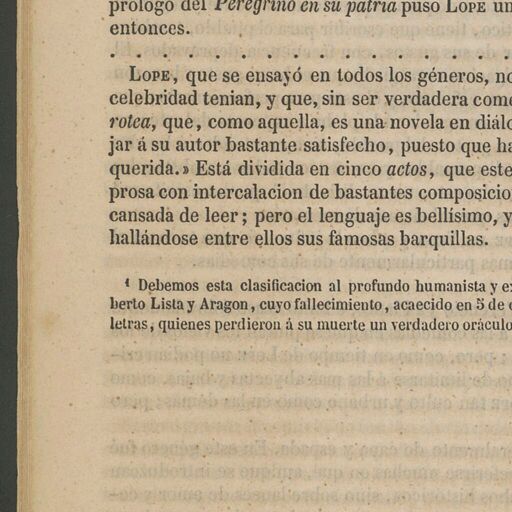 prólogo del Peregrino en su patria puso LOPE un
entonces.
. . . . . . . . . . . . . . . .
LOPE, que se ensayó en todos los géneros, no
celebridad tenian, y que, sin ser verdadera come
rotea, que, como aquella, es una novela en diálo
jar á su autor bastante satisfecho, puesto que ha
querida.» Está dividida en cinco actos, que este
prosa con intercalacion de bastantes composicio
cansada de leer; pero el lenguaje es bellísimo, y
hallándose entre ellos sus famosas barquillas.
¹ Debemos esta clasificacion al profundo humanista y ex
berto Lista y Aragon, cuyo fallecimiento, acaecido en 5 de o
letras, quienes perdieron á su muerte un verdadero oráculo